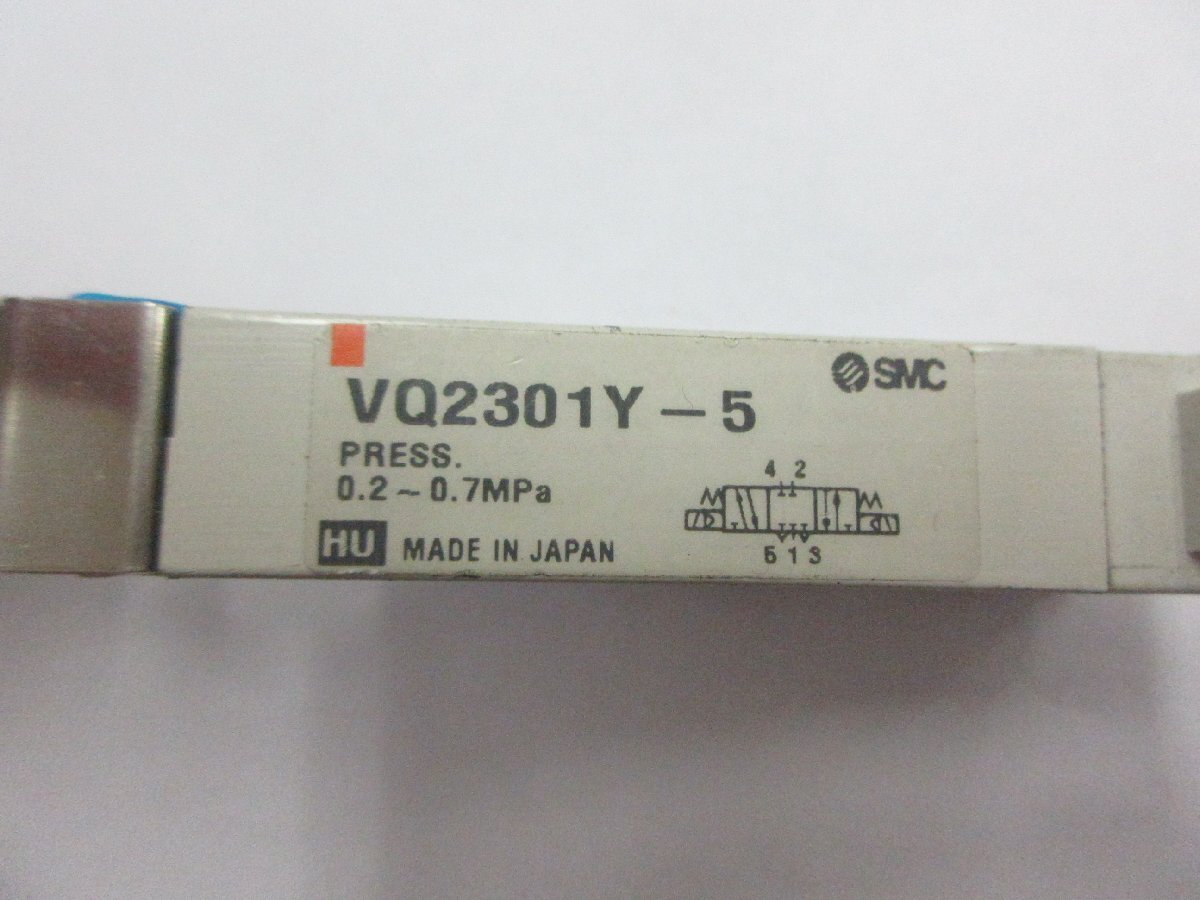 SMC
VQ2301Y-5
PRESS.
0.2~0.7MPa
4 2
HU MADE IN JAPAN
5 1 3